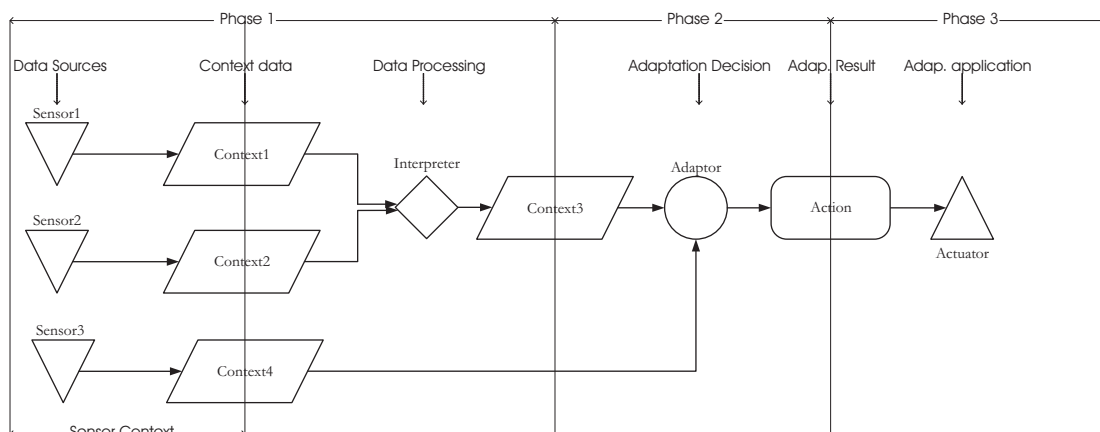 Phase 1 Phase 2 Phase 3
Data Sources Context data Data Processing Adaptation Decision Adap. Result Adap. application
Sensor1
Context1
Interpreter
Adaptor
Sensor2
Context3
Action
Context2
Actuator
Sensor3
Context4
Sensor Context